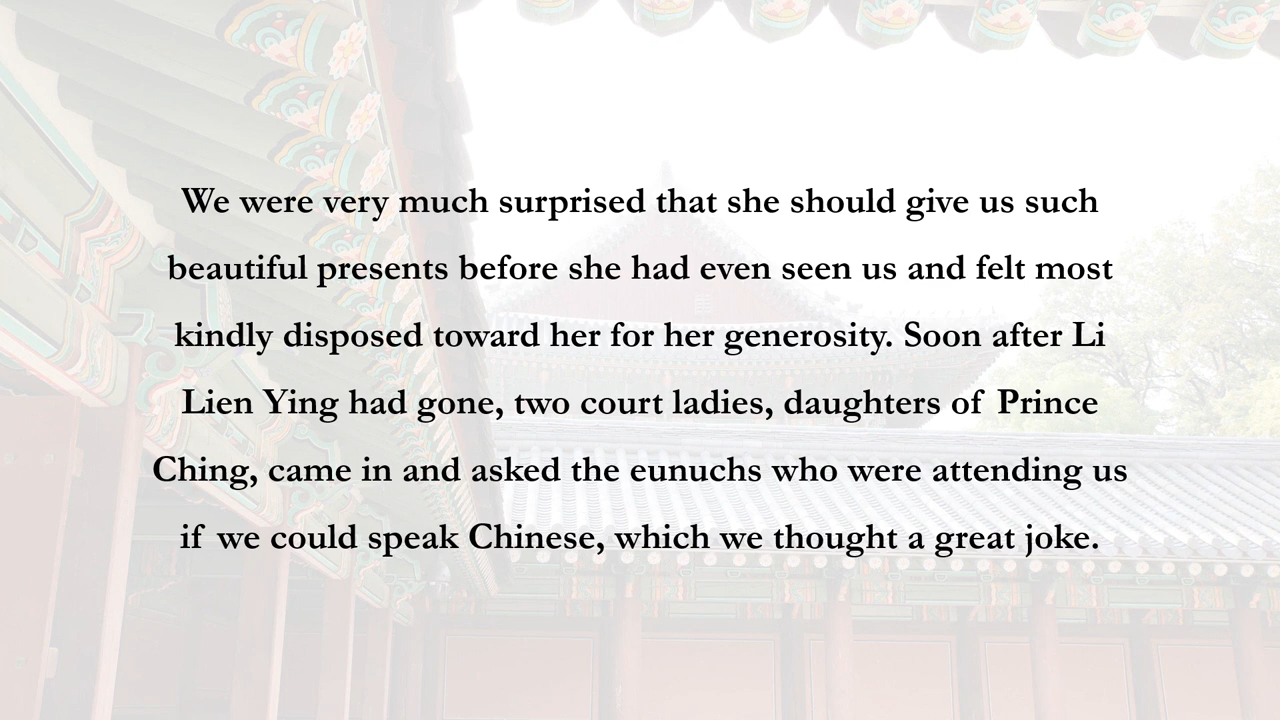 We were very much surprised that she should give us such
beautiful presents before she had even seen us and felt most
kindly disposed toward her for her generosity. Soon after Li
Lien Ying had gone, two court ladies, daughters of Prince
Ching, came in and asked the eunuchs who were attending us
if we could speak Chinese, which we thought a great joke.